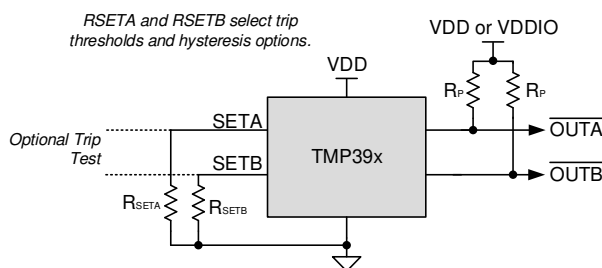 RSETA and RSETB select trip
thresholds and hysteresis options.
VDD or VDDIO
VDD
RP
RP
SETA
OUTA
Optional Trip
Test
SETB
TMP39x
OUTB
RSETA
RSETB